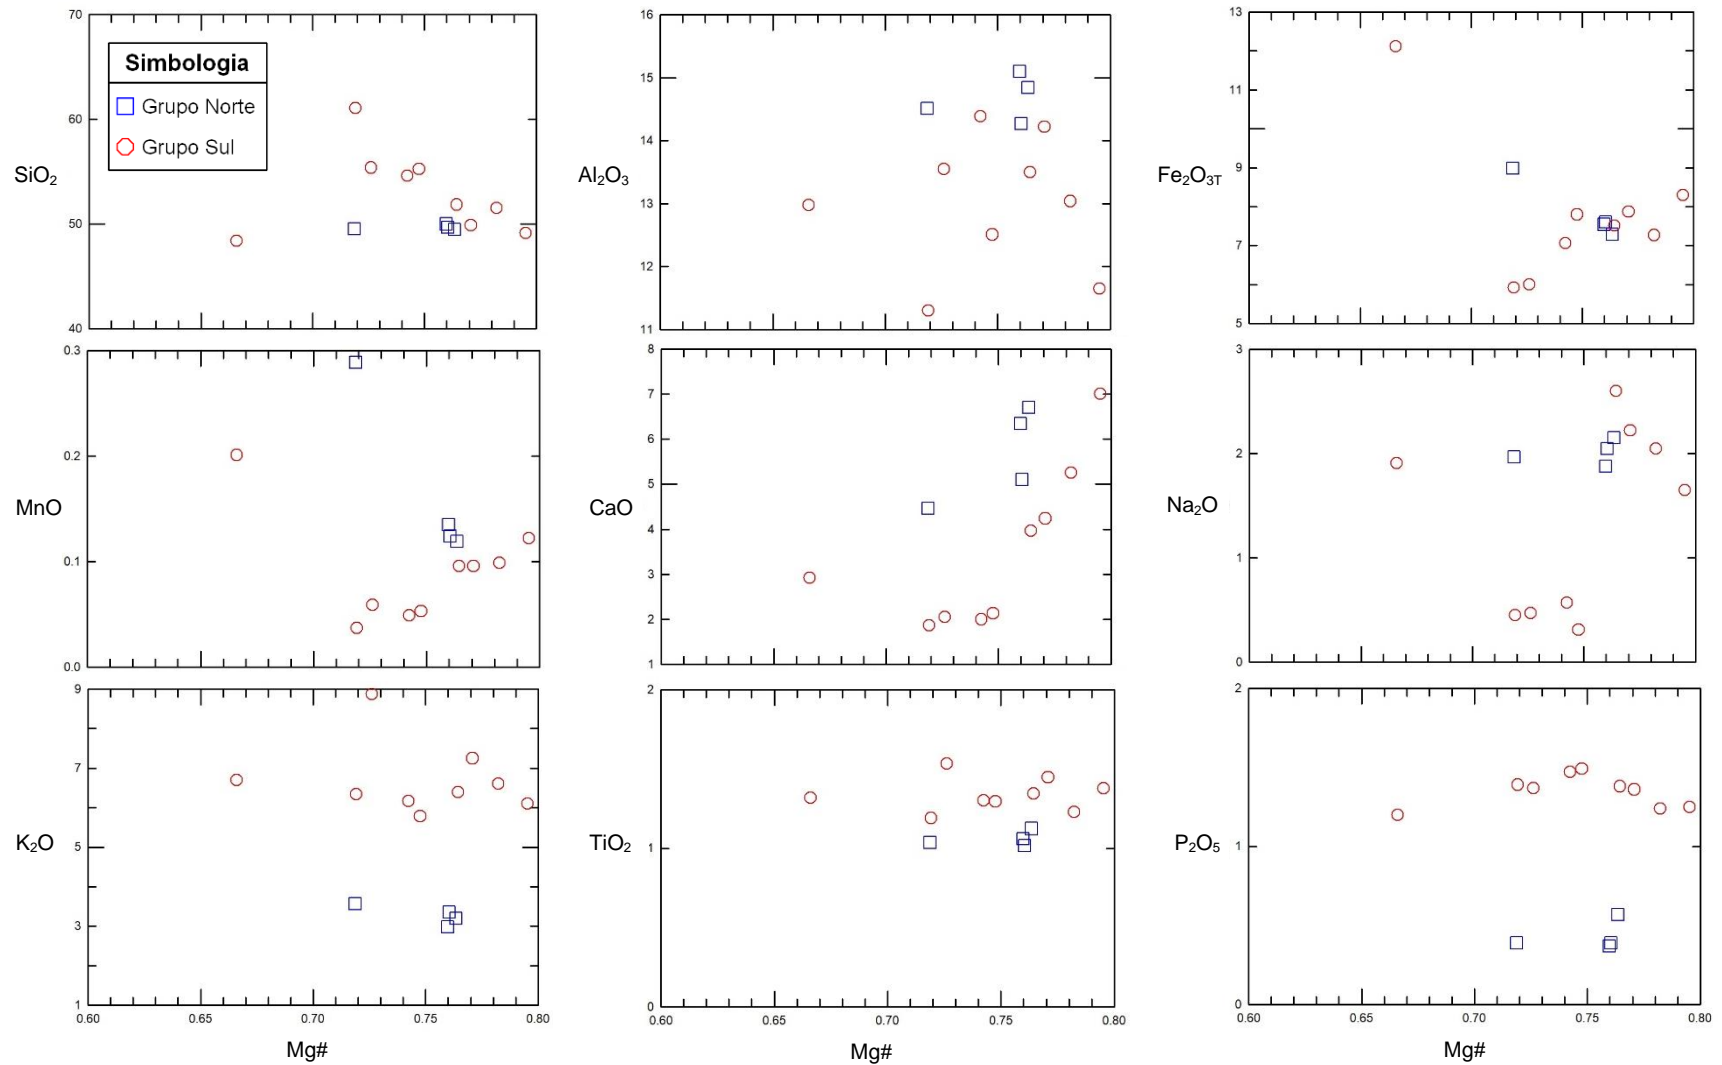 Simbologia
Grupo Norte
Grupo Sul
SiO₂
70
60
50
40
Al₂O₃
16
15
14
13
12
11
Fe₂O₃T
13
11
9
7
5
MnO
0.3
0.2
0.1
0.0
CaO
8
7
6
5
4
3
2
1
Na₂O
3
2
1
0
K₂O
9
7
5
3
1
0.60 0.65 0.70 0.75 0.80
Mg#
TiO₂
2
1
0
0.60 0.65 0.70 0.75 0.80
Mg#
P₂O₅
2
1
0
0.60 0.65 0.70 0.75 0.80
Mg#